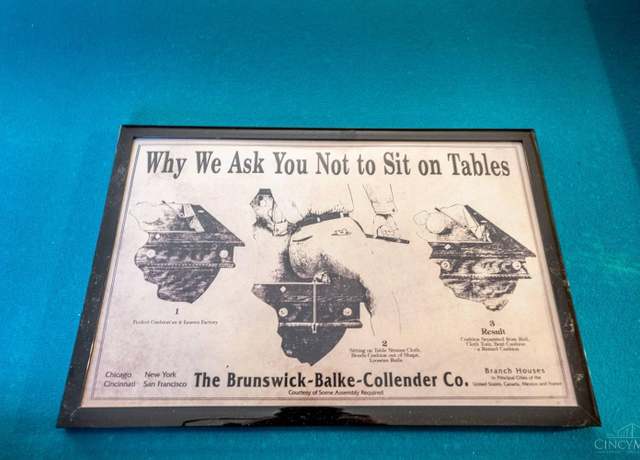 Why We Ask You Not to Sit on Tables
1
Perfect Cushion as it Leaves Factory
2
Sitting on Table Strains Cloth,
Bends Cushion out of Shape,
Loosens Rails.
3
Result
Cushion Separated from Rail,
Cloth Torn, Bent Cushion
a Ruined Cushion.
Chicago New York
Cincinnati San Francisco
The Brunswick-Balke-Collender Co.
Courtesy of Some Assembly Required
Branch Houses
in Principal Cities of the
United States, Canada, Mexico and France